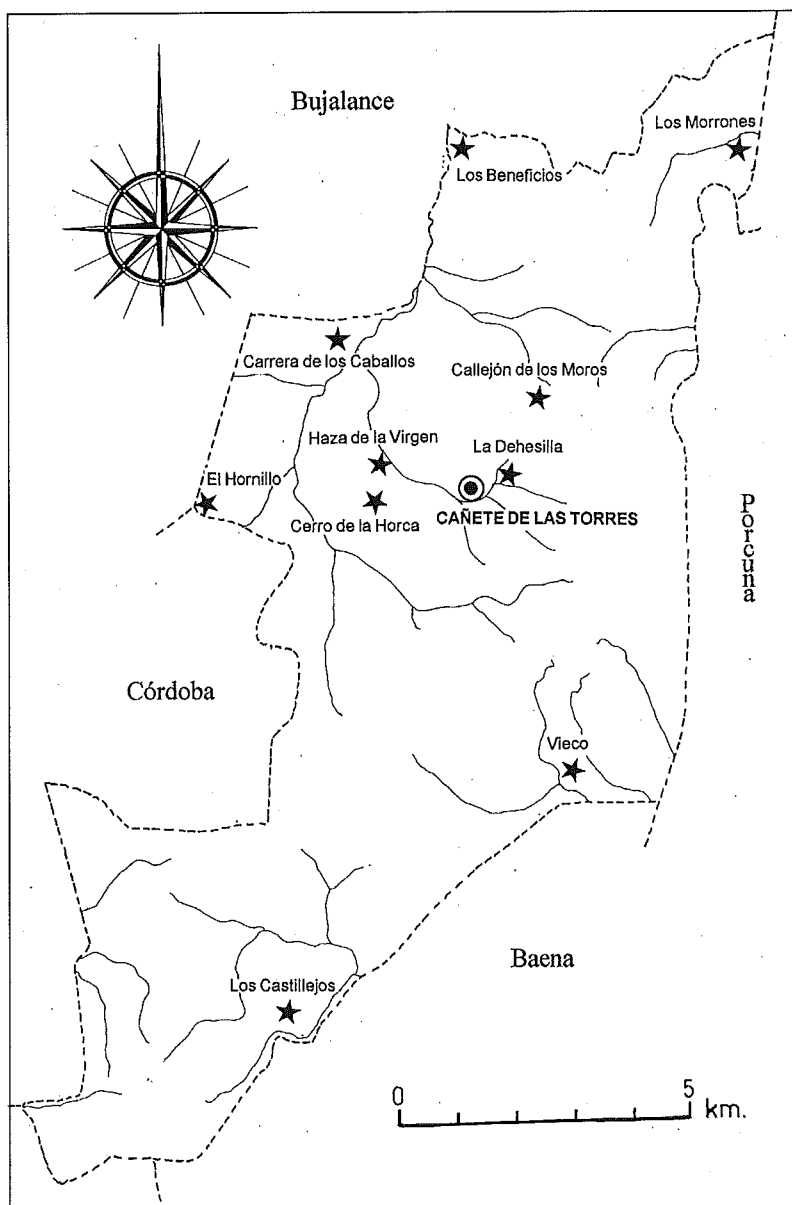 Bujalance
Los Morrones
Los Beneficios
Carrera de los Caballos
Callejón de los Moros
Haza de la Virgen
La Dehesilla
El Hornillo
Cerro de la Horca
CAÑETE DE LAS TORRES
Porcuna
Córdoba
Vieco
Baena
Los Castillejos
0 5
km.